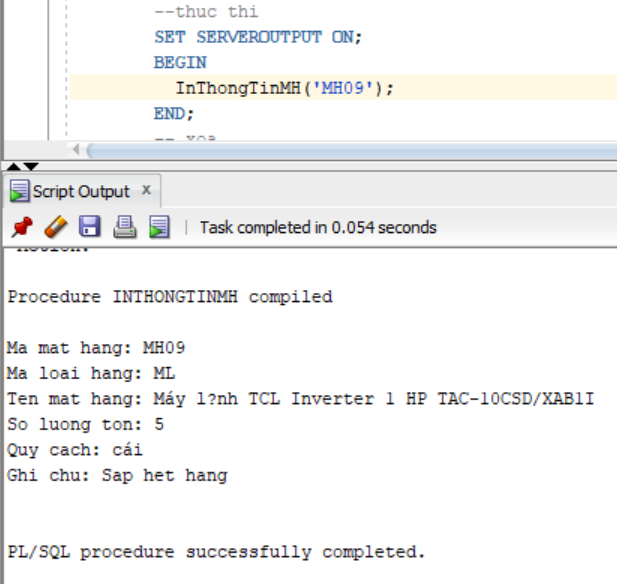 --thuc thi
SET SERVEROUTPUT ON;
BEGIN
InThongTinMH('MH09');
END;
-- xoa
Script Output x
Task completed in 0.054 seconds
Action:
Procedure INTHONGTINMH compiled
Ma mat hang: MH09
Ma loai hang: ML
Ten mat hang: Máy l?nh TCL Inverter 1 HP TAC-10CSD/XAB1I
So luong ton: 5
Quy cach: cái
Ghi chu: Sap het hang
PL/SQL procedure successfully completed.